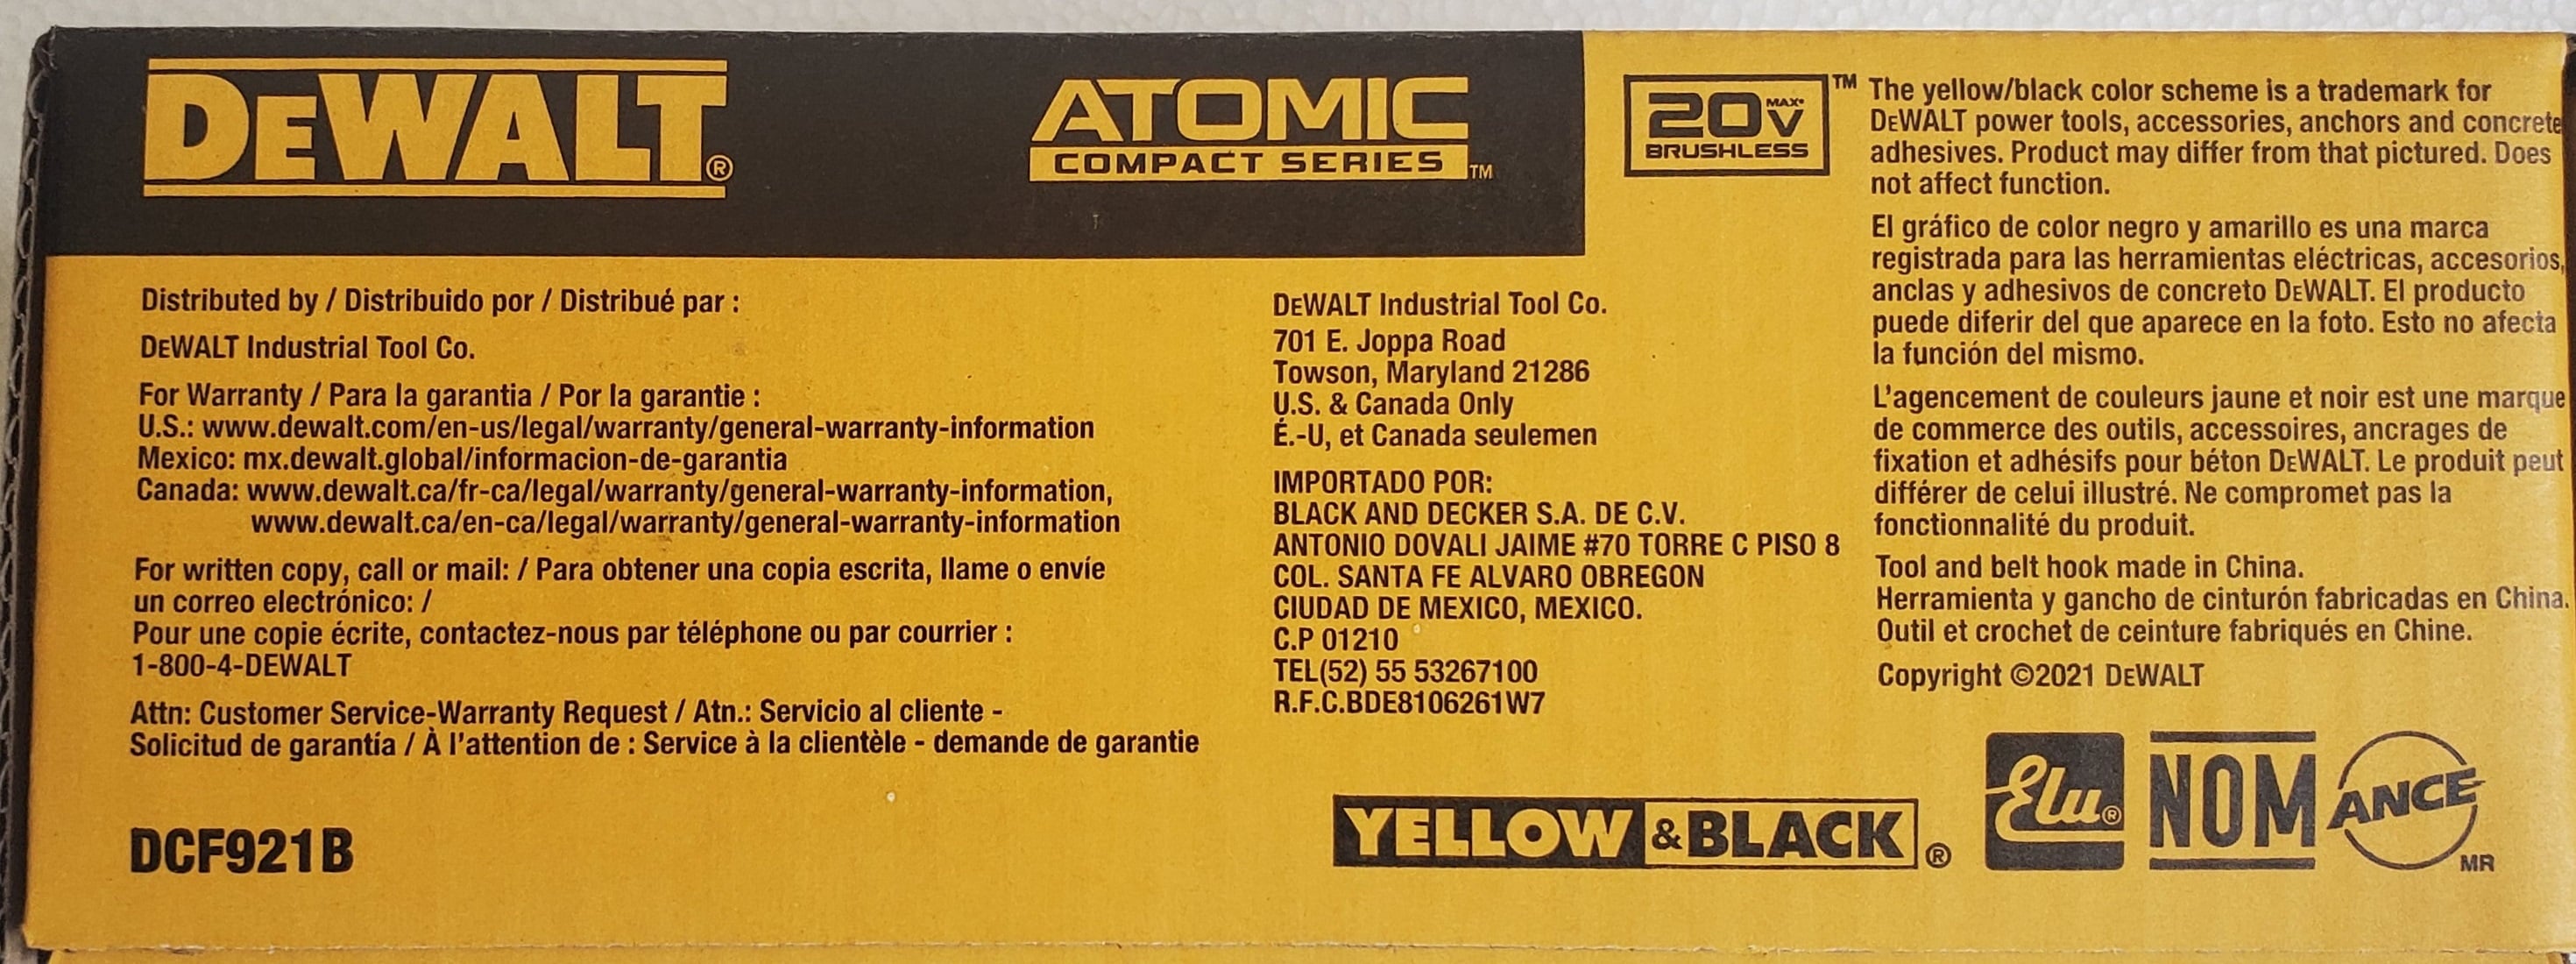 DEWALT®
ATOMIC
COMPACT SERIES™
20V MAX*
BRUSHLESS™
Distributed by / Distribuido por / Distribué par :
DEWALT Industrial Tool Co.
For Warranty / Para la garantia / Por la garantie :
U.S.: www.dewalt.com/en-us/legal/warranty/general-warranty-information
Mexico: mx.dewalt.global/informacion-de-garantia
Canada: www.dewalt.ca/fr-ca/legal/warranty/general-warranty-information,
www.dewalt.ca/en-ca/legal/warranty/general-warranty-information
For written copy, call or mail: / Para obtener una copia escrita, llame o envíe
un correo electrónico: /
Pour une copie écrite, contactez-nous par téléphone ou par courrier :
1-800-4-DEWALT
Attn: Customer Service-Warranty Request / Atn.: Servicio al cliente -
Solicitud de garantía / À l'attention de : Service à la clientèle - demande de garantie
DCF921B
DEWALT Industrial Tool Co.
701 E. Joppa Road
Towson, Maryland 21286
U.S. & Canada Only
É.-U, et Canada seulemen
IMPORTADO POR:
BLACK AND DECKER S.A. DE C.V.
ANTONIO DOVALI JAIME #70 TORRE C PISO 8
COL. SANTA FE ALVARO OBREGON
CIUDAD DE MEXICO, MEXICO.
C.P 01210
TEL(52) 55 53267100
R.F.C.BDE8106261W7
YELLOW & BLACK®
The yellow/black color scheme is a trademark for
DEWALT power tools, accessories, anchors and concrete
adhesives. Product may differ from that pictured. Does
not affect function.
El gráfico de color negro y amarillo es una marca
registrada para las herramientas eléctricas, accesorios,
anclas y adhesivos de concreto DEWALT. El producto
puede diferir del que aparece en la foto. Esto no afecta
la función del mismo.
L'agencement de couleurs jaune et noir est une marque
de commerce des outils, accessoires, ancrages de
fixation et adhésifs pour béton DEWALT. Le produit peut
différer de celui illustré. Ne compromet pas la
fonctionnalité du produit.
Tool and belt hook made in China.
Herramienta y gancho de cinturón fabricadas en China.
Outil et crochet de ceinture fabriqués en Chine.
Copyright ©2021 DEWALT
Elu®
NOM
ANCE
MR